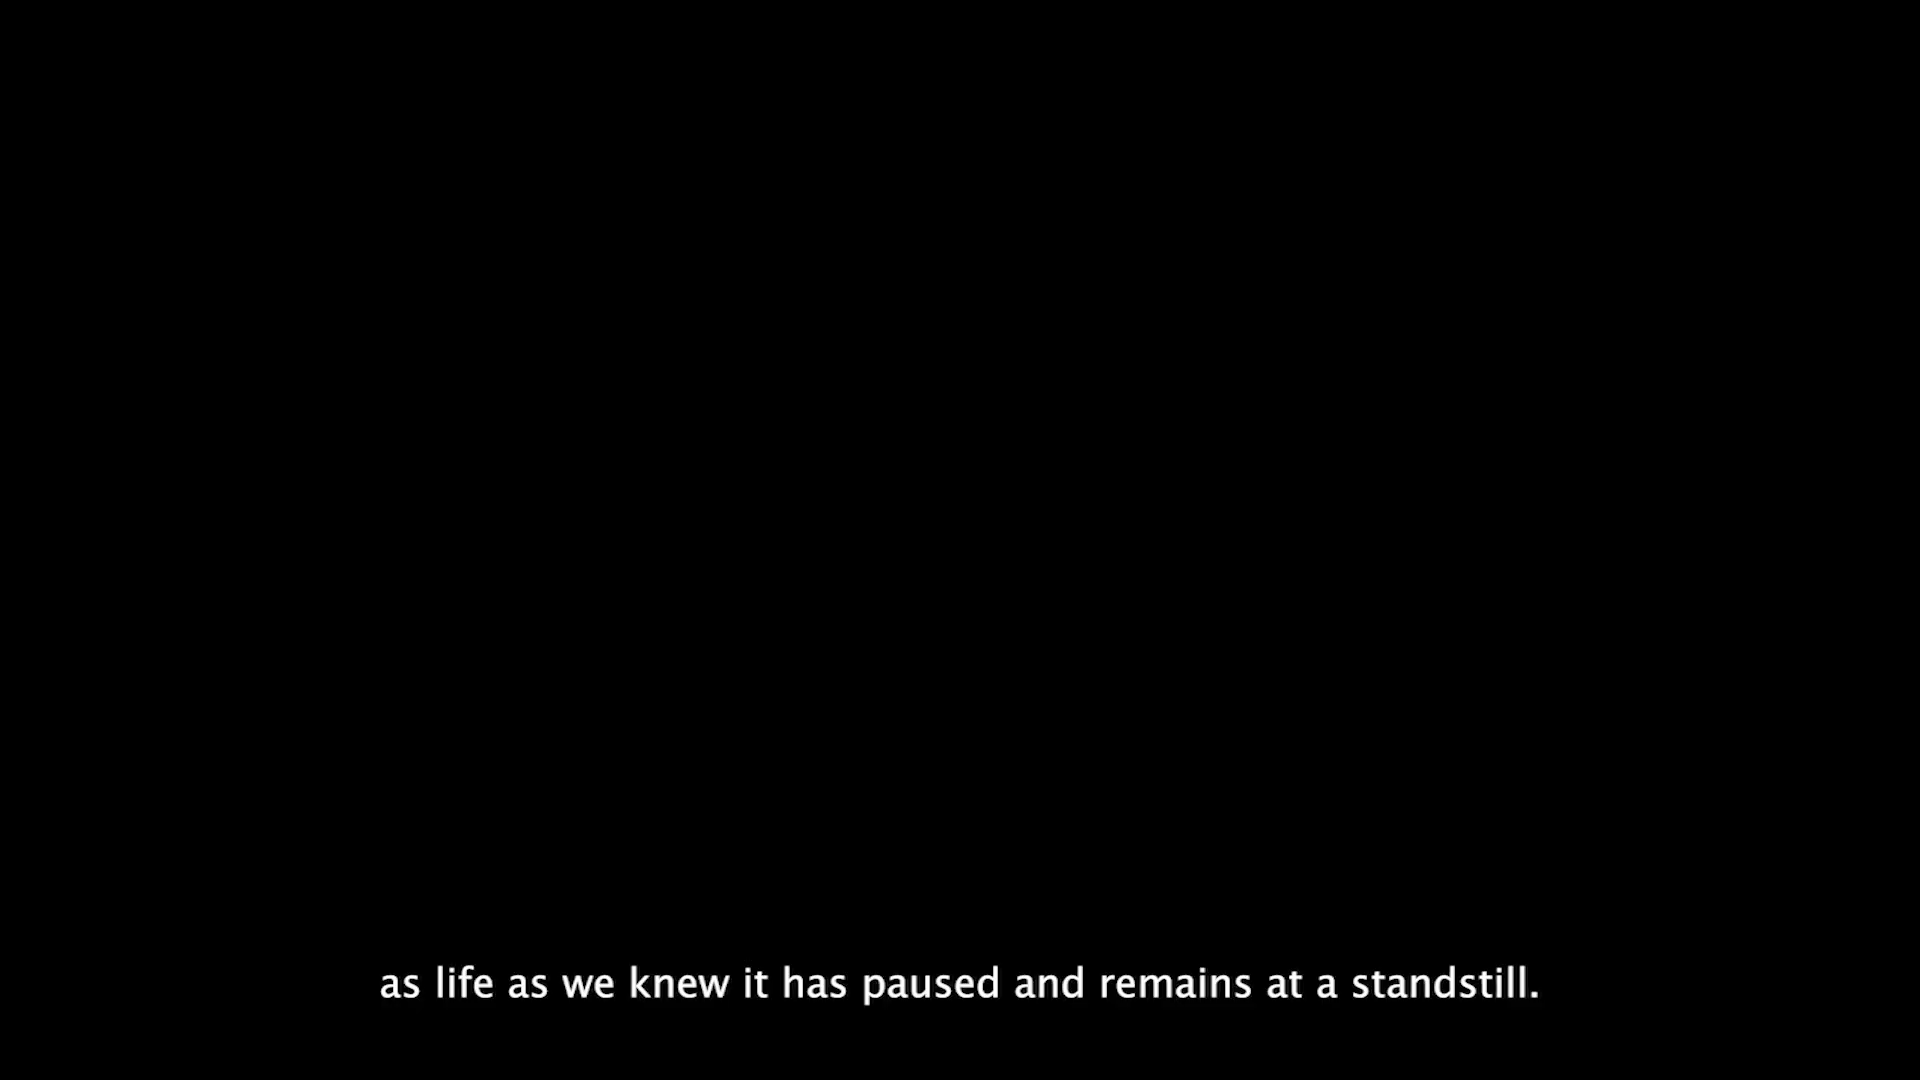 as life as we knew it has paused and remains at a standstill.